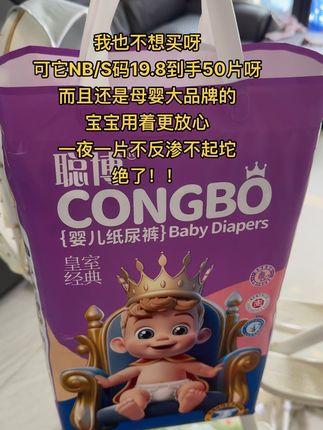 我也不想买呀
可它NB/S码19.8到手50片呀
而且还是母婴大品牌的
宝宝用着更放心
一夜一片不反渗不起坨
绝了！！
聪博
CONGBO
{婴儿纸尿裤}Baby Diapers
皇室
经典